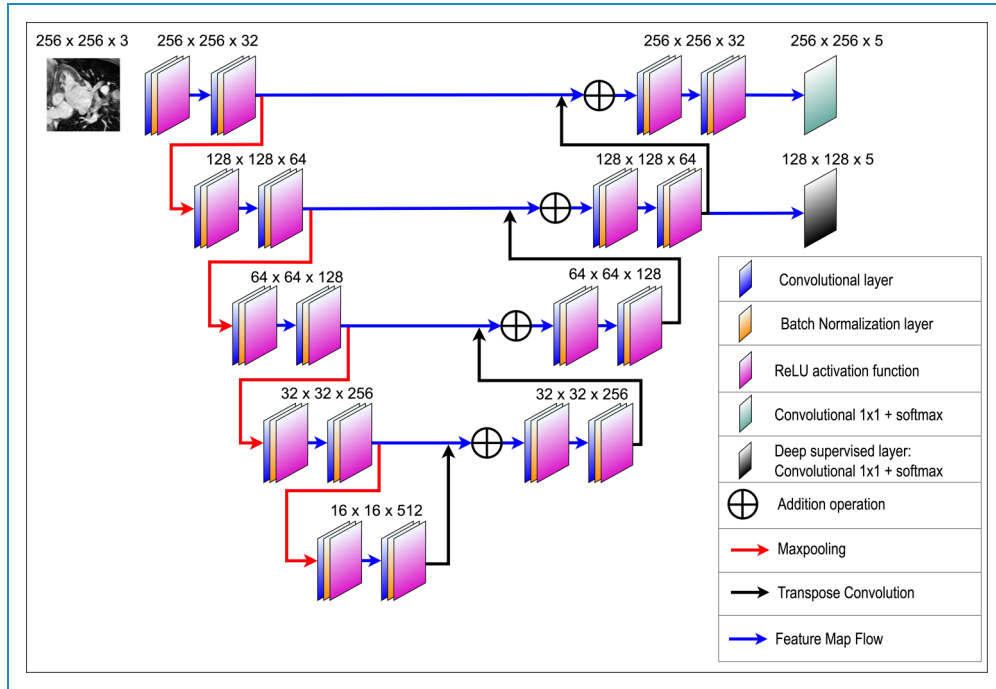 256 x 256 x 3
256 x 256 x 32
256 x 256 x 32
256 x 256 x 5
128 x 128 x 64
128 x 128 x 64
128 x 128 x 5
64 x 64 x 128
64 x 64 x 128
32 x 32 x 256
32 x 32 x 256
16 x 16 x 512
Convolutional layer
Batch Normalization layer
ReLU activation function
Convolutional 1x1 + softmax
Deep supervised layer:
Convolutional 1x1 + softmax
Addition operation
Maxpooling
Transpose Convolution
Feature Map Flow